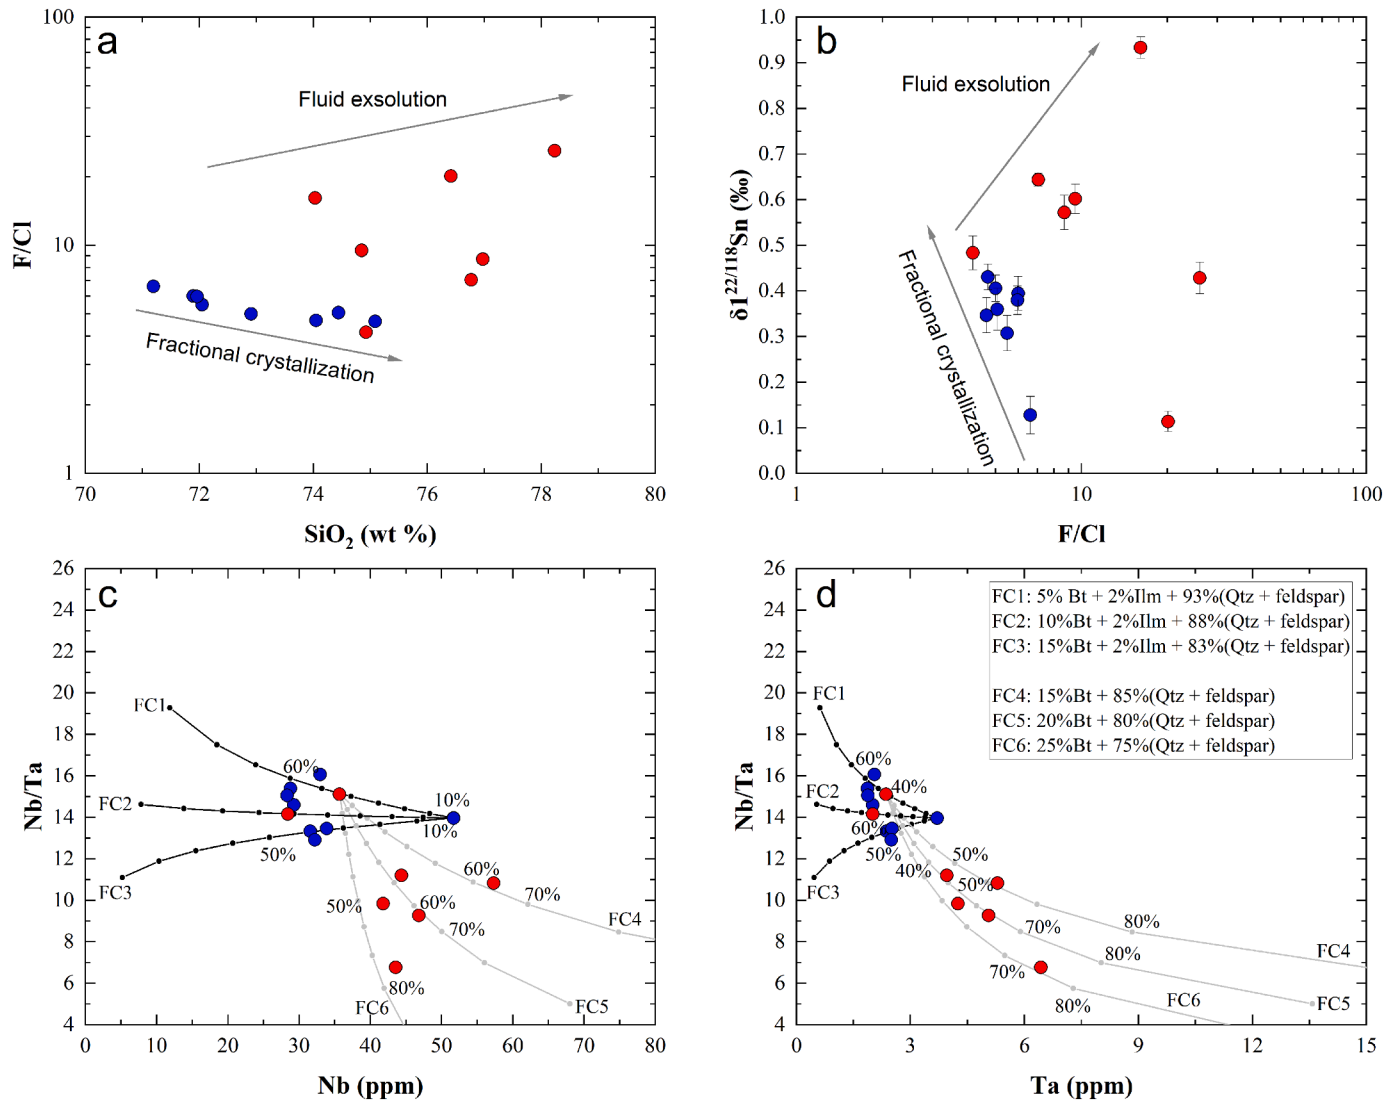 a
100
10
1
F/Cl
Fluid exsolution
Fractional crystallization
70 72 74 76 78 80
SiO₂ (wt %)
b
1.0
0.9
0.8
0.7
0.6
0.5
0.4
0.3
0.2
0.1
0.0
δ1²²/¹¹⁸Sn (‰)
Fluid exsolution
Fractional crystallization
1 10 100
F/Cl
c
26
24
22
20
18
16
14
12
10
8
6
4
Nb/Ta
FC1
60%
10%
FC2
10%
50%
FC3
60%
70%
50%
60%
70%
FC4
80%
FC6
FC5
0 10 20 30 40 50 60 70 80
Nb (ppm)
d
FC1: 5% Bt + 2%Ilm + 93%(Qtz + feldspar)
FC2: 10%Bt + 2%Ilm + 88%(Qtz + feldspar)
FC3: 15%Bt + 2%Ilm + 83%(Qtz + feldspar)
FC4: 15%Bt + 85%(Qtz + feldspar)
FC5: 20%Bt + 80%(Qtz + feldspar)
FC6: 25%Bt + 75%(Qtz + feldspar)
26
24
22
20
18
16
14
12
10
8
6
4
Nb/Ta
FC1
60%
40%
FC2
60%
50%
50%
FC3
40%
50%
70%
80%
70%
80%
FC4
80%
FC6
FC5
0 3 6 9 12 15
Ta (ppm)